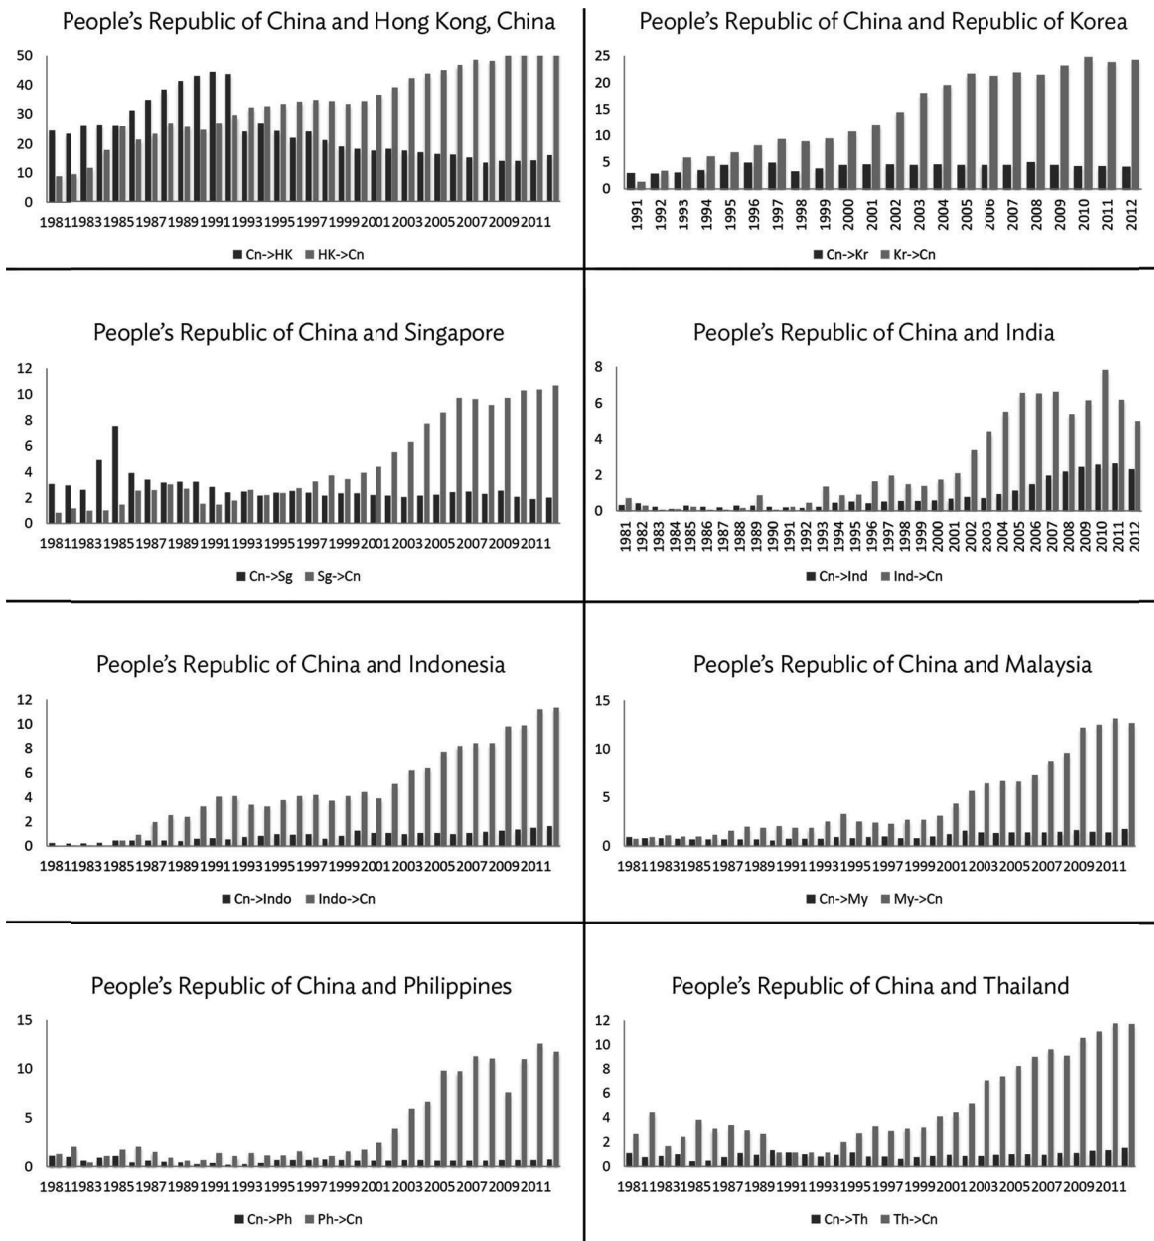 People's Republic of China and Hong Kong, China
50
40
30
20
10
0
1981 1983 1985 1987 1989 1991 1993 1995 1997 1999 2001 2003 2005 2007 2009 2011
Cn->HK HK->Cn
People's Republic of China and Republic of Korea
25
20
15
10
5
0
1991 1992 1993 1994 1995 1996 1997 1998 1999 2000 2001 2002 2003 2004 2005 2006 2007 2008 2009 2010 2011 2012
Cn->Kr Kr->Cn
People's Republic of China and Singapore
12
10
8
6
4
2
0
1981 1983 1985 1987 1989 1991 1993 1995 1997 1999 2001 2003 2005 2007 2009 2011
Cn->Sg Sg->Cn
People's Republic of China and India
8
6
4
2
0
1981 1982 1983 1984 1985 1986 1987 1988 1989 1990 1991 1992 1993 1994 1995 1996 1997 1998 1999 2000 2001 2002 2003 2004 2005 2006 2007 2008 2009 2010 2011 2012
Cn->Ind Ind->Cn
People's Republic of China and Indonesia
12
10
8
6
4
2
0
1981 1983 1985 1987 1989 1991 1993 1995 1997 1999 2001 2003 2005 2007 2009 2011
Cn->Indo Indo->Cn
People's Republic of China and Malaysia
15
10
5
0
1981 1983 1985 1987 1989 1991 1993 1995 1997 1999 2001 2003 2005 2007 2009 2011
Cn->My My->Cn
People's Republic of China and Philippines
15
10
5
0
1981 1983 1985 1987 1989 1991 1993 1995 1997 1999 2001 2003 2005 2007 2009 2011
Cn->Ph Ph->Cn
People's Republic of China and Thailand
12
10
8
6
4
2
0
1981 1983 1985 1987 1989 1991 1993 1995 1997 1999 2001 2003 2005 2007 2009 2011
Cn->Th Th->Cn